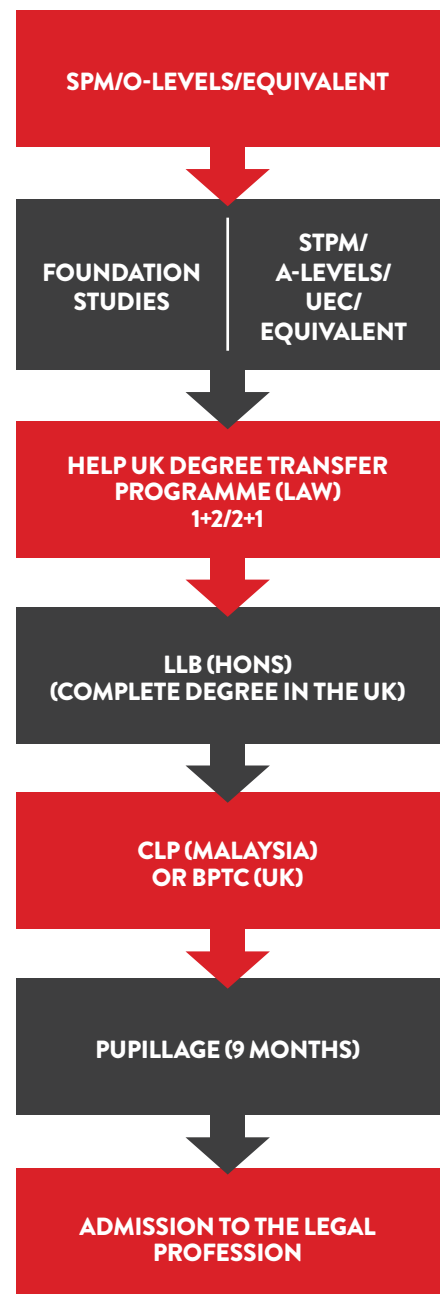 SPM/O-LEVELS/EQUIVALENT
FOUNDATION
STUDIES
STPM/
A-LEVELS/
UEC/
EQUIVALENT
HELP UK DEGREE TRANSFER
PROGRAMME (LAW)
1+2/2+1
LLB (HONS)
(COMPLETE DEGREE IN THE UK)
CLP (MALAYSIA)
OR BPTC (UK)
PUPILLAGE (9 MONTHS)
ADMISSION TO THE LEGAL
PROFESSION